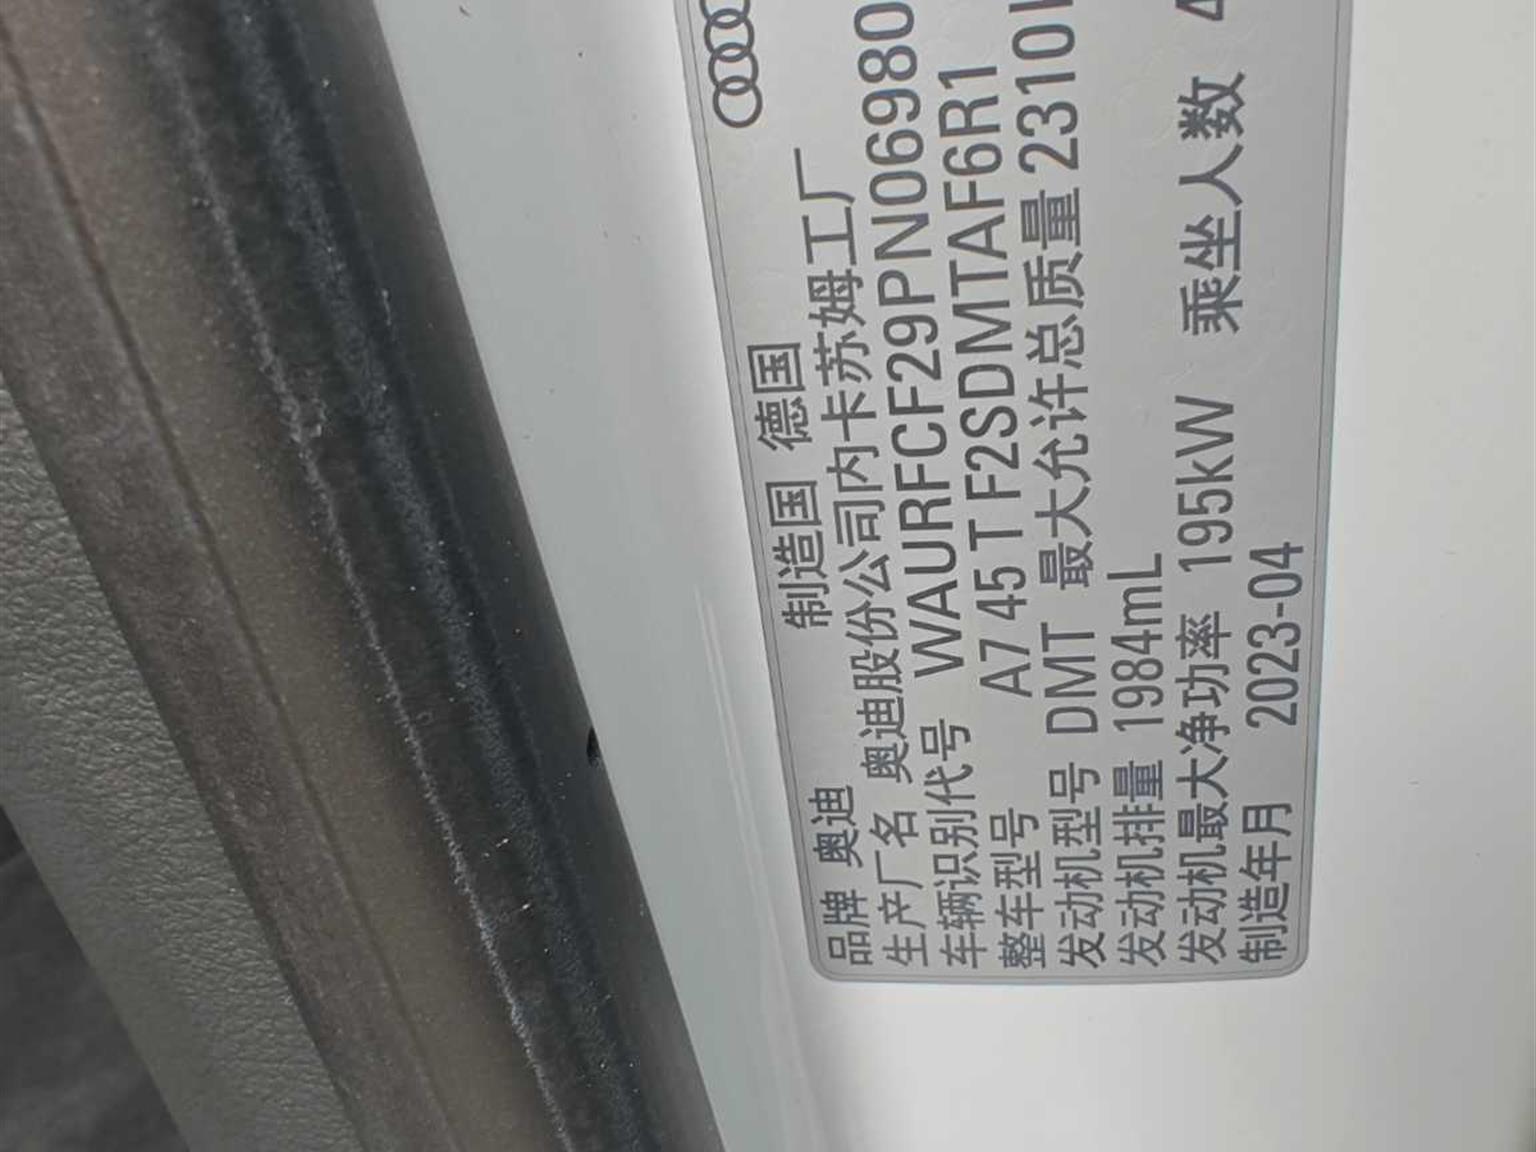 品牌 奥迪 制造国 德国
生产厂名 奥迪股份公司内卡苏姆工厂
车辆识别代号 WAURFCF29PN06980
整车型号 A7 45 T F2SDMTAF6R1
发动机型号 DMT 最大允许总质量 2310
发动机排量 1984mL
发动机最大净功率 195kW 乘坐人数 4
制造年月 2023-04